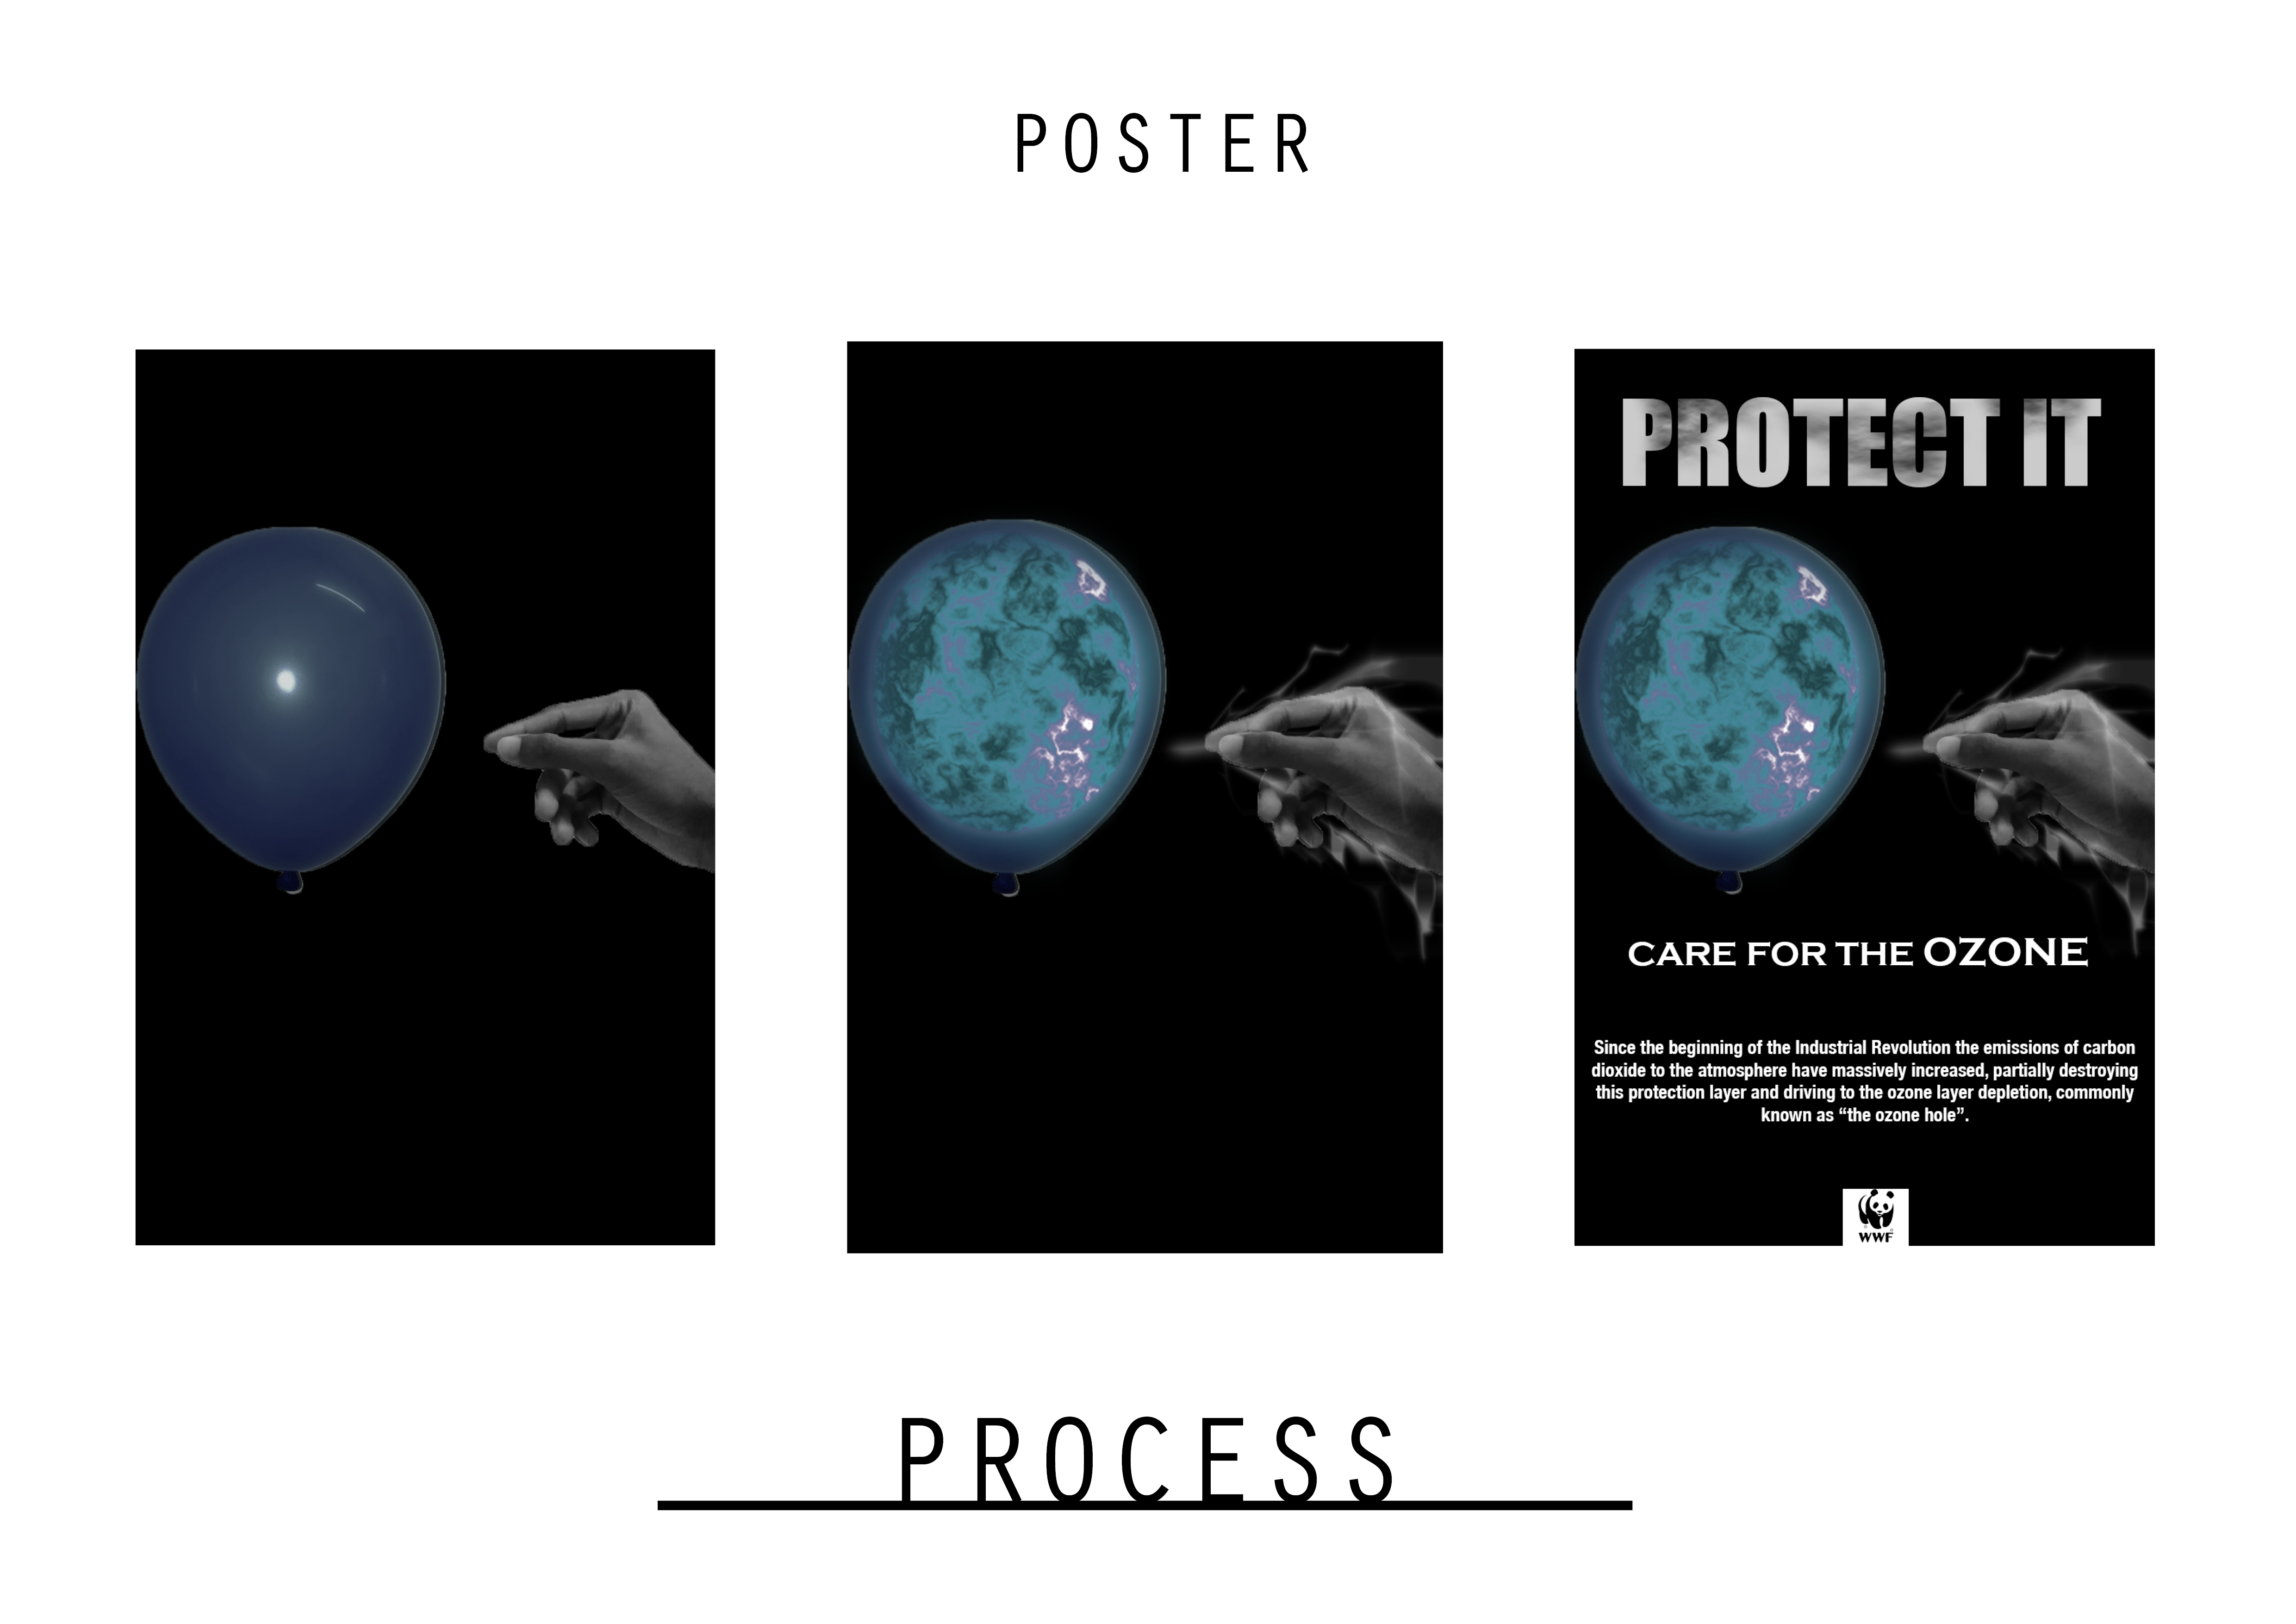 POSTER
PROTECT IT
CARE FOR THE OZONE
Since the beginning of the Industrial Revolution the emissions of carbon
dioxide to the atmosphere have massively increased, partially destroying
this protection layer and driving to the ozone layer depletion, commonly
known as “the ozone hole”.
WWF
PROCESS